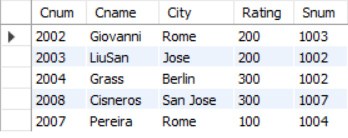 Cnum Cname City Rating Snum
2002 Giovanni Rome 200 1003
2003 LiuSan Jose 200 1002
2004 Grass Berlin 300 1002
2008 Cisneros San Jose 300 1007
2007 Pereira Rome 100 1004